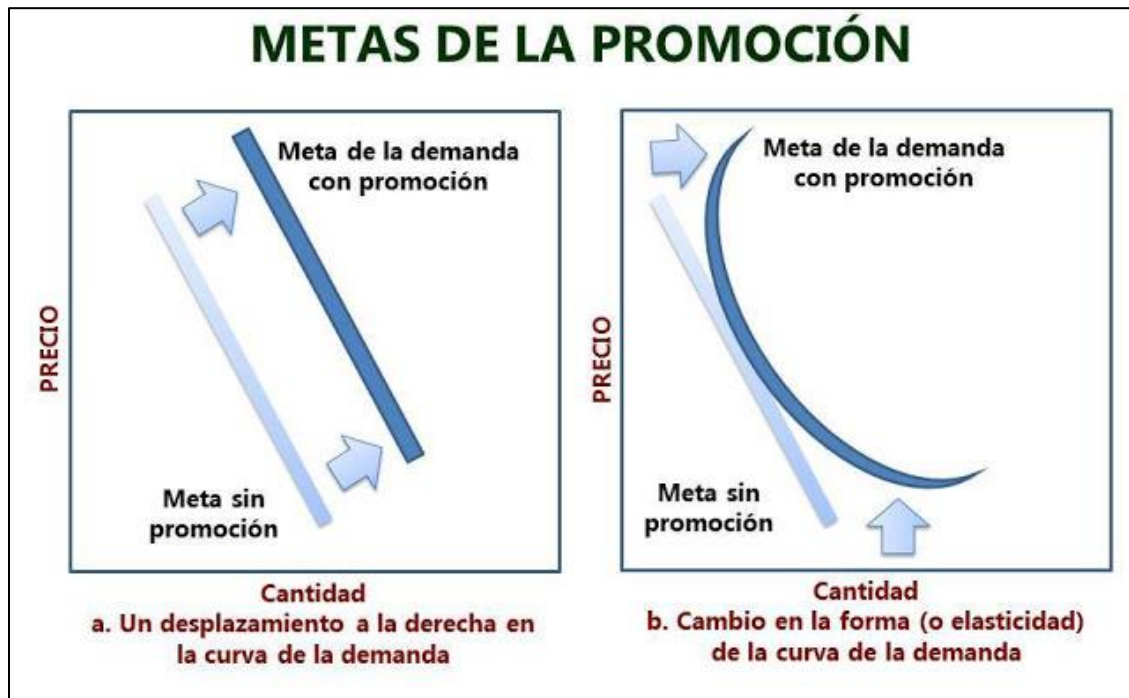 METAS DE LA PROMOCIÓN
PRECIO
Meta de la demanda
con promoción
Meta sin
promoción
Cantidad
a. Un desplazamiento a la derecha en
la curva de la demanda
PRECIO
Meta de la demanda
con promoción
Meta sin
promoción
Cantidad
b. Cambio en la forma (o elasticidad)
de la curva de la demanda